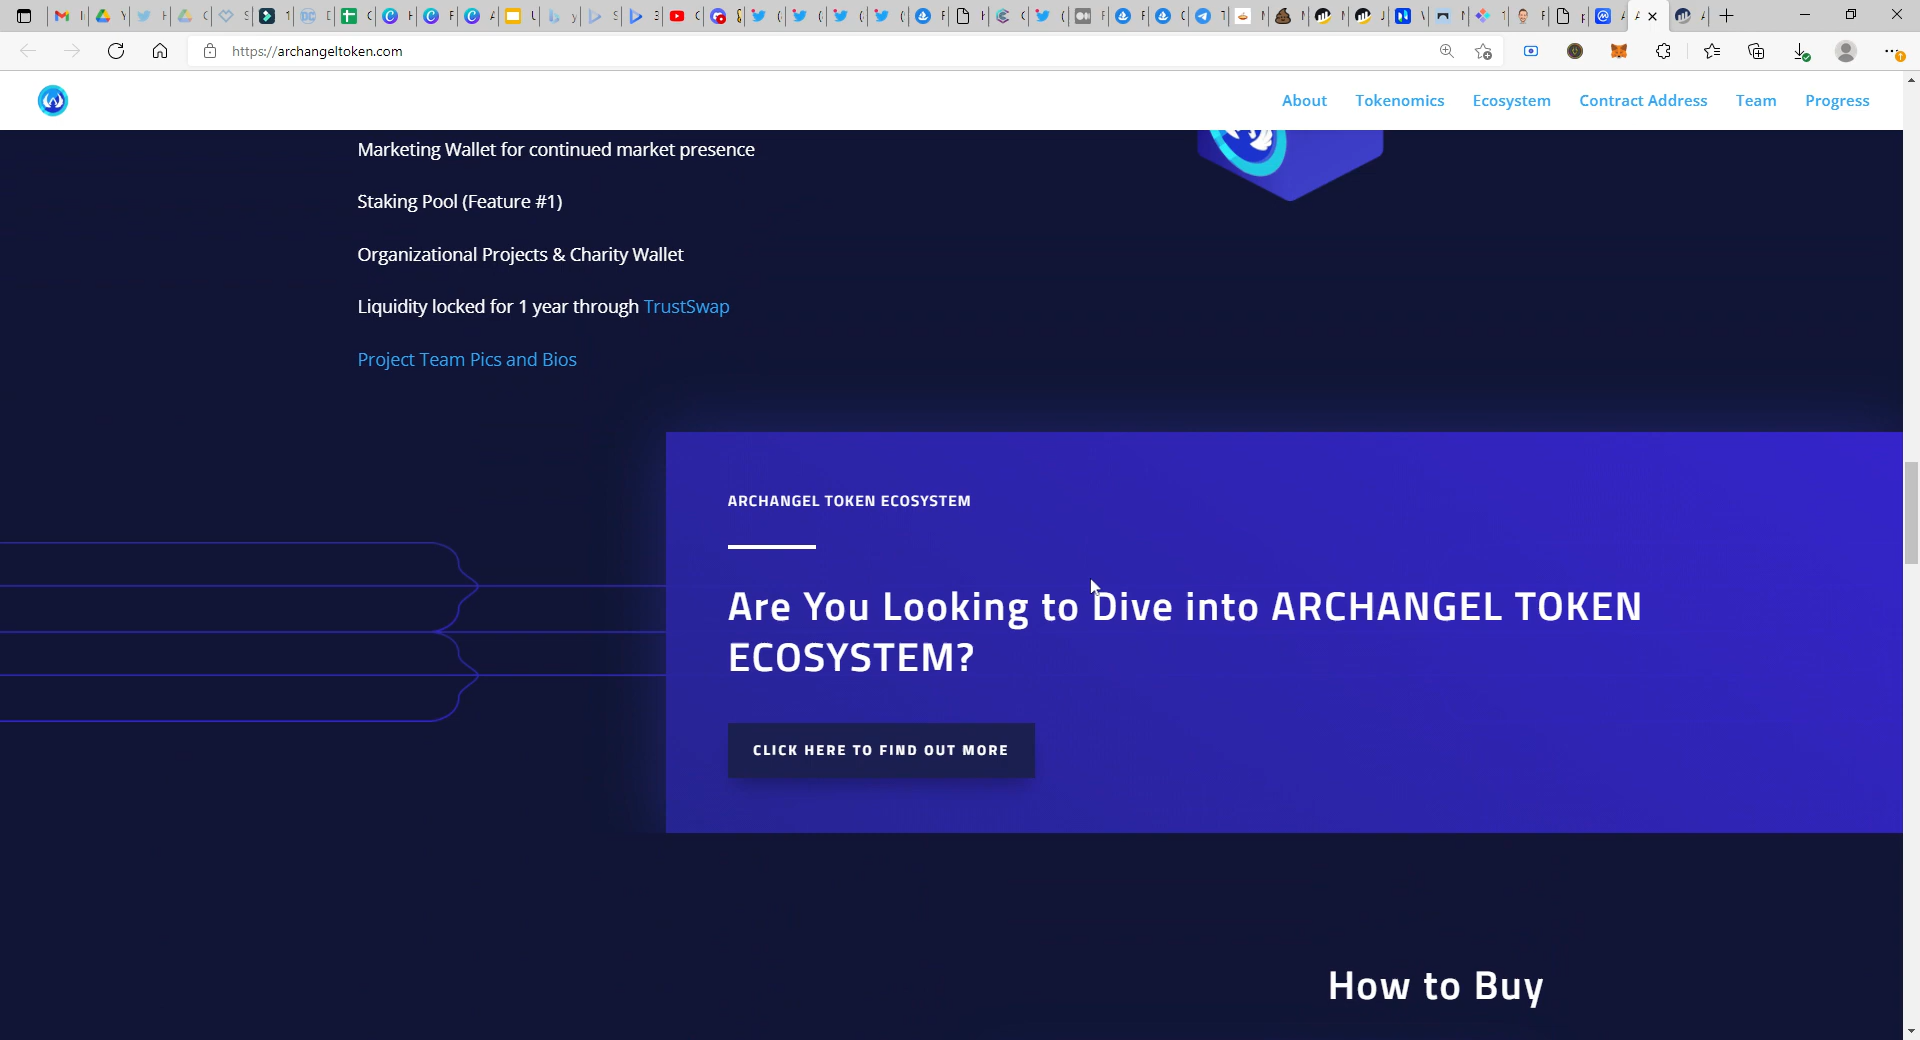 https://archangeltoken.com
About Tokenomics Ecosystem Contract Address Team Progress
Marketing Wallet for continued market presence
Staking Pool (Feature #1)
Organizational Projects & Charity Wallet
Liquidity locked for 1 year through TrustSwap
Project Team Pics and Bios
ARCHANGEL TOKEN ECOSYSTEM
Are You Looking to Dive into ARCHANGEL TOKEN
ECOSYSTEM?
CLICK HERE TO FIND OUT MORE
How to Buy